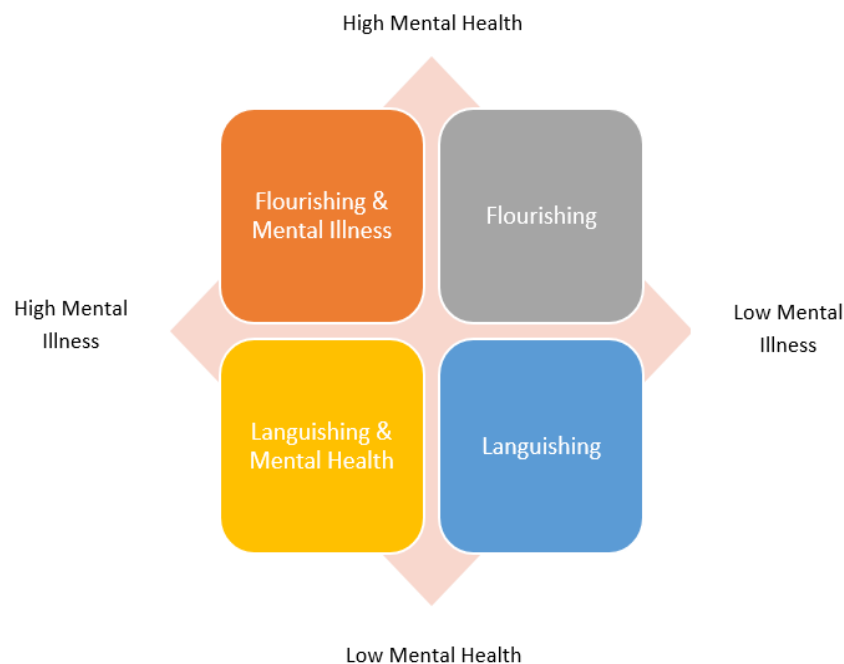 High Mental Health
Flourishing &
Mental Illness
Flourishing
High Mental
Illness
Low Mental
Illness
Languishing &
Mental Health
Languishing
Low Mental Health